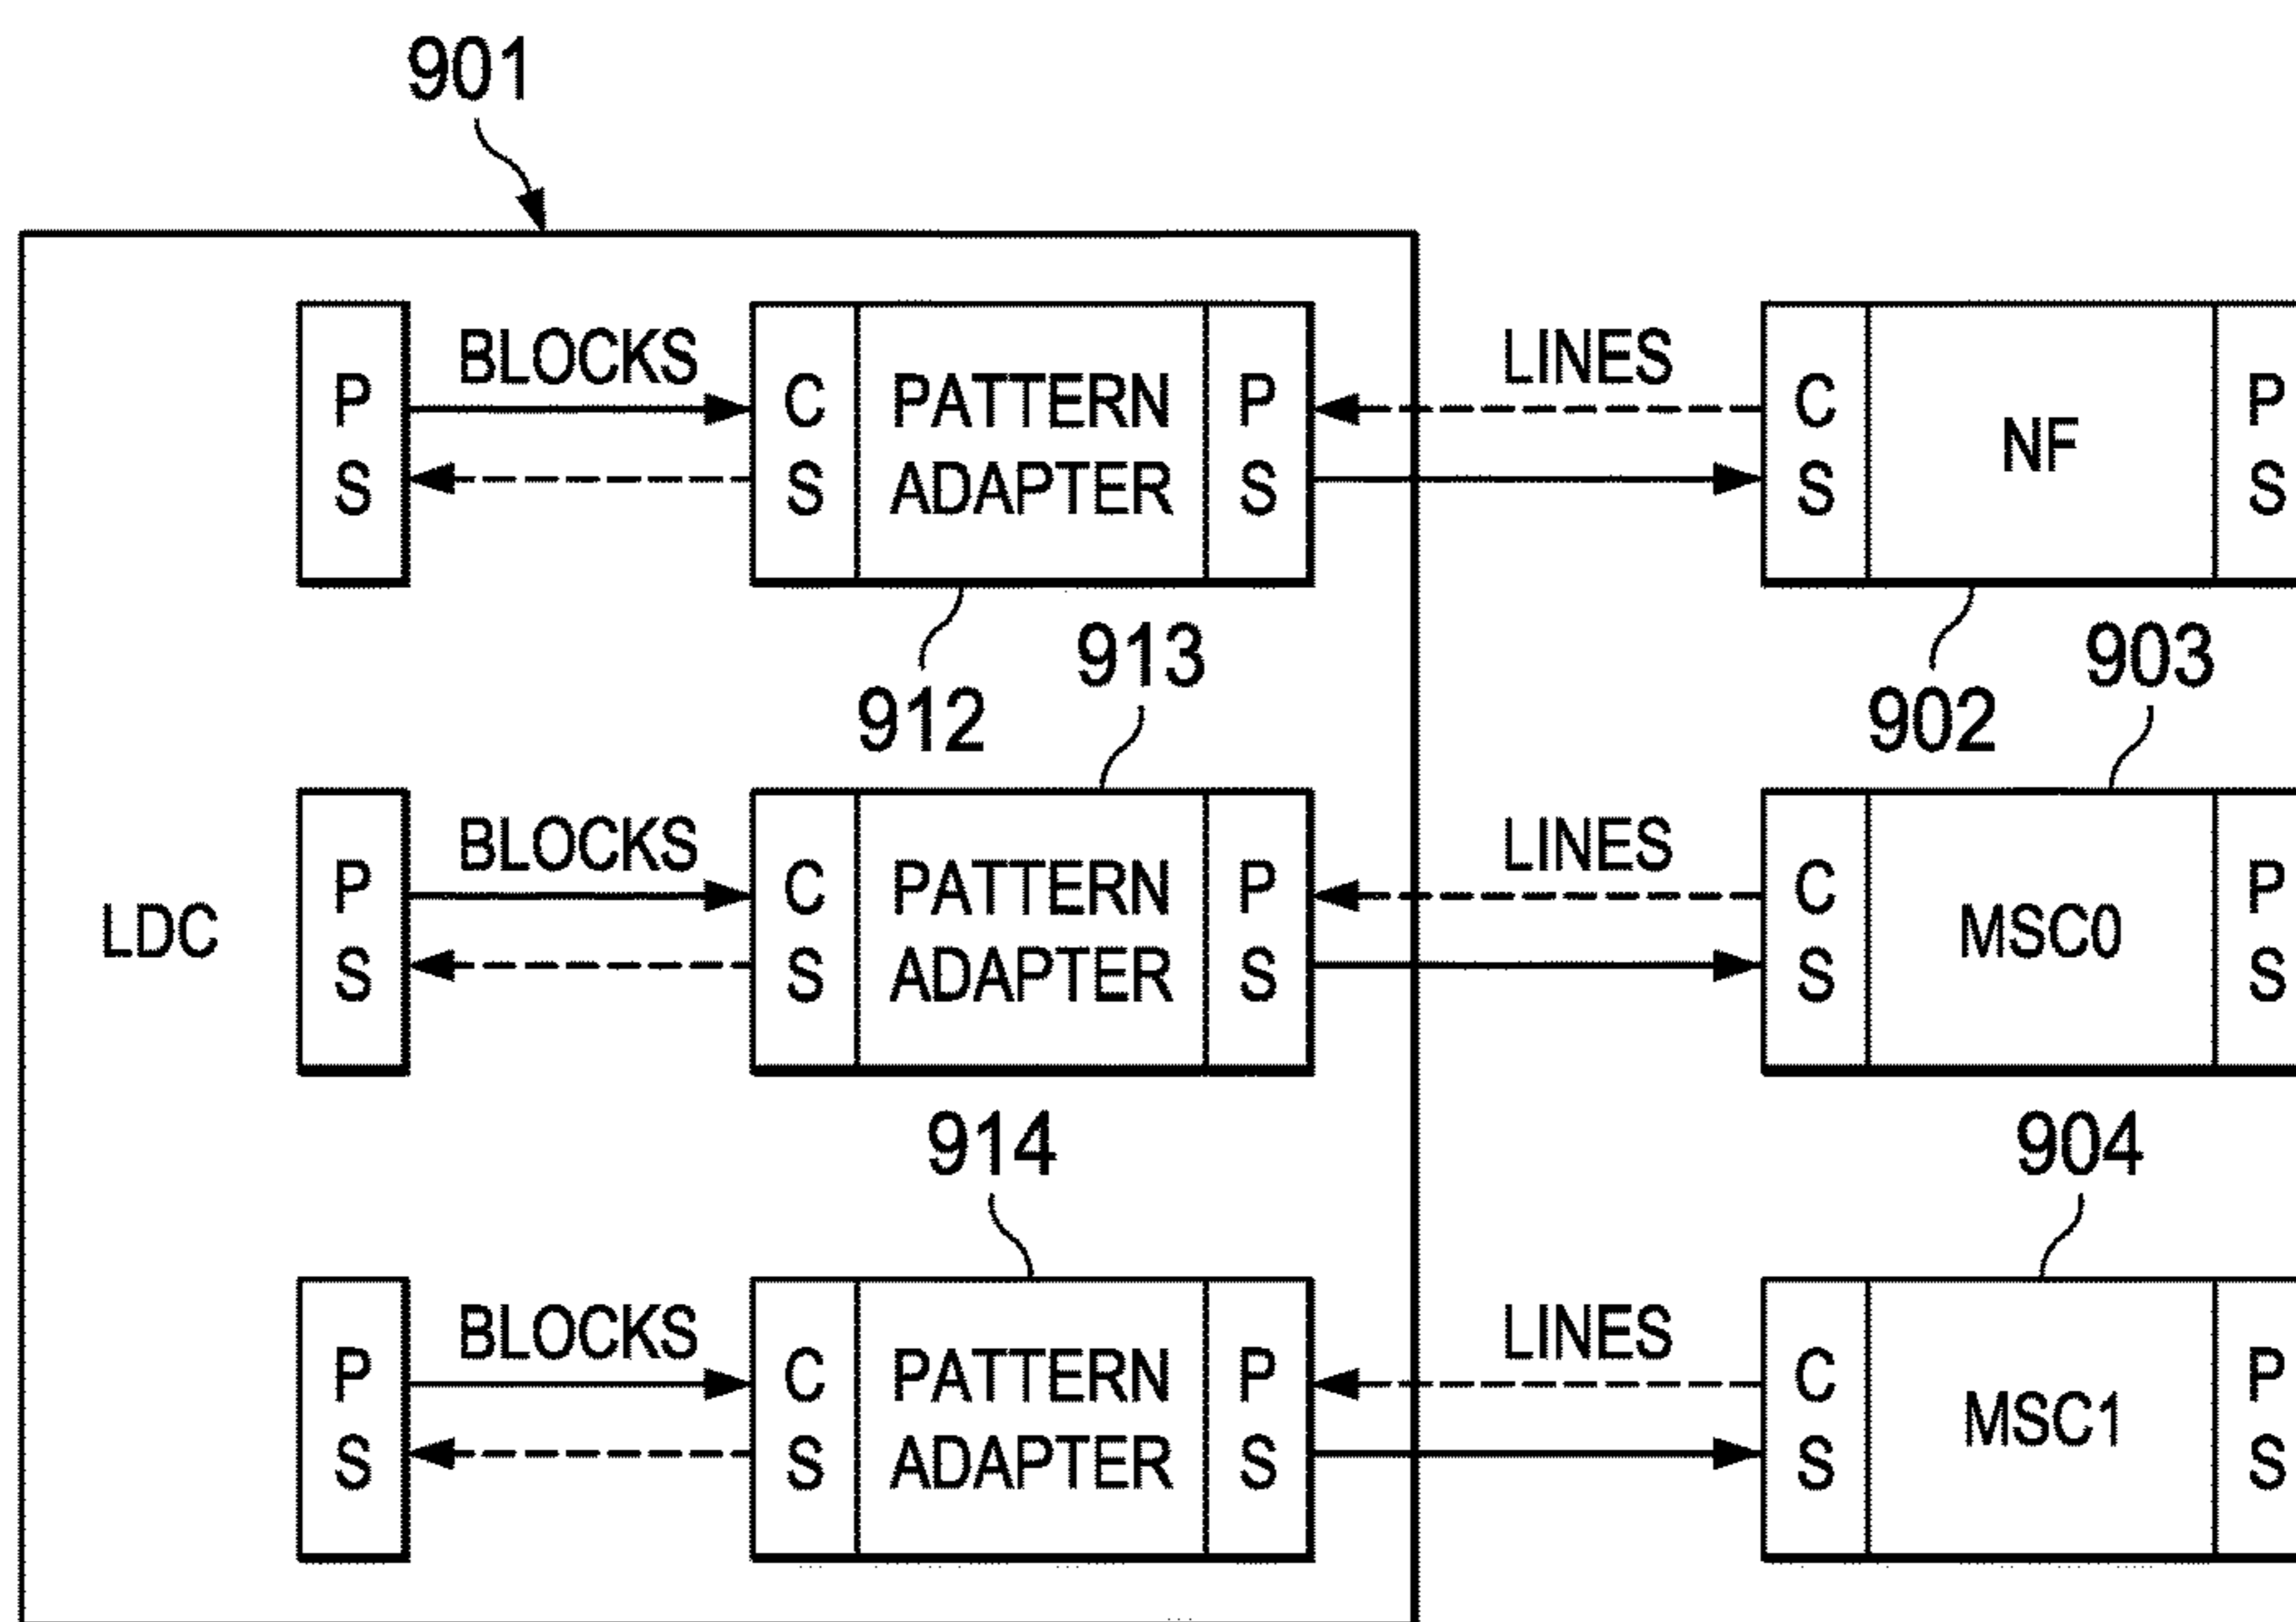 901
BLOCKS
LINES
P
S
C
S
PATTERN
ADAPTER
P
S
C
S
NF
P
S
912
913
902
903
LDC
BLOCKS
LINES
P
S
C
S
PATTERN
ADAPTER
P
S
C
S
MSC0
P
S
914
904
BLOCKS
LINES
P
S
C
S
PATTERN
ADAPTER
P
S
C
S
MSC1
P
S